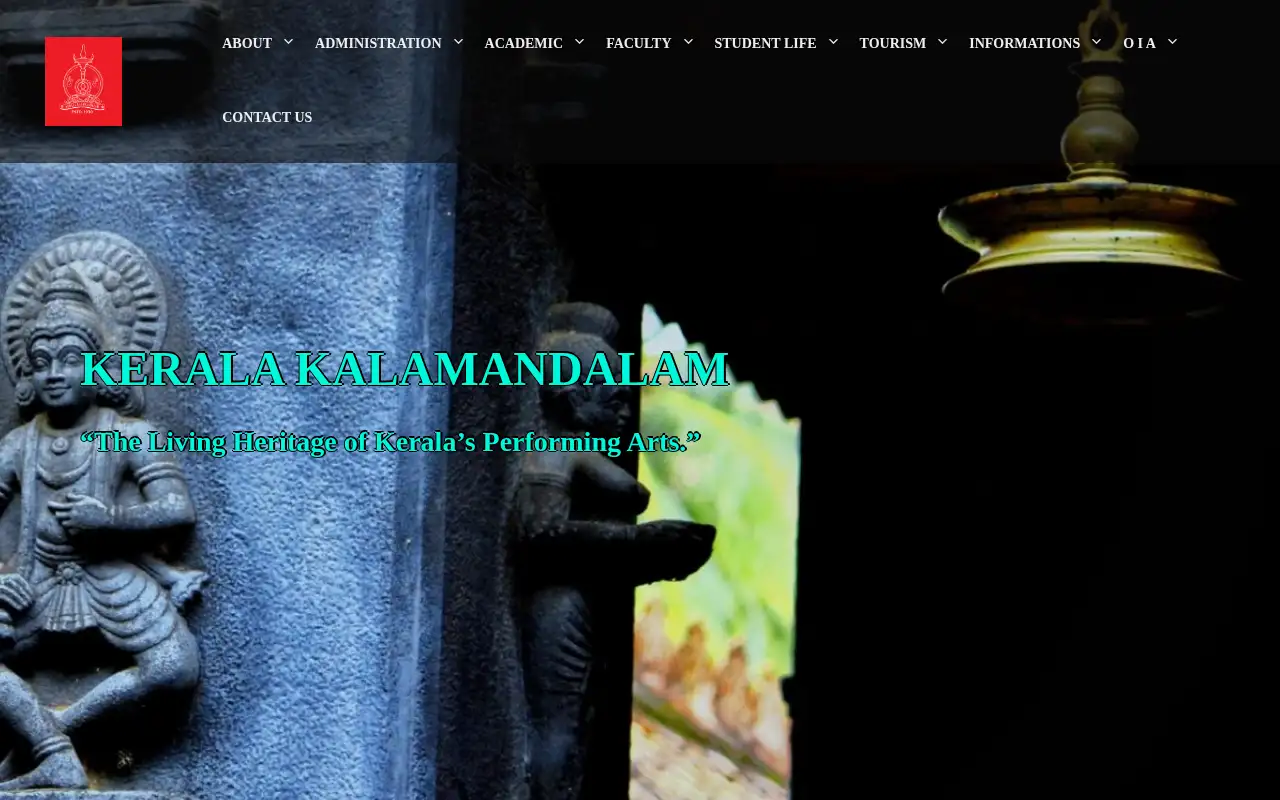 ABOUT ADMINISTRATION ACADEMIC FACULTY STUDENT LIFE TOURISM INFORMATIONS O I A
CONTACT US
KERALA KALAMANDALAM
“The Living Heritage of Kerala’s Performing Arts.”